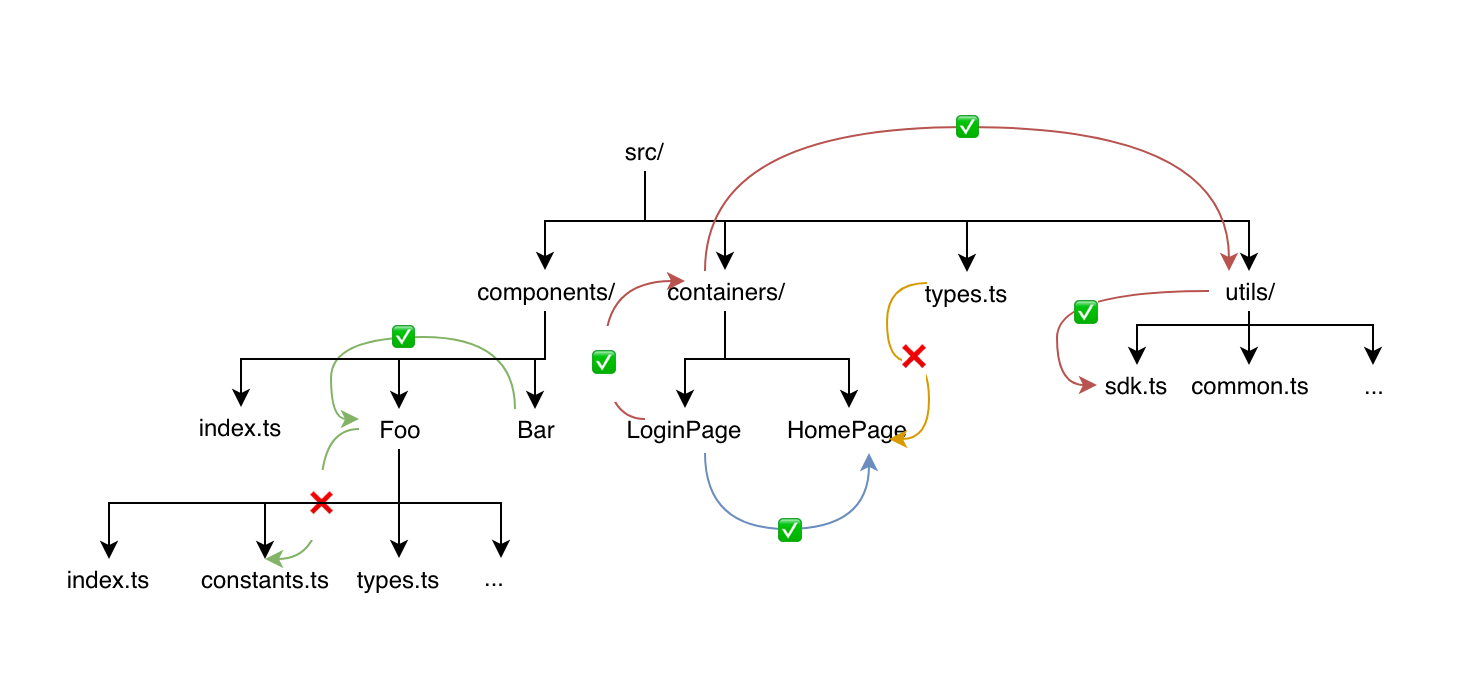 src/
components/
containers/
types.ts
utils/
sdk.ts
common.ts
...
index.ts
Foo
Bar
LoginPage
HomePage
index.ts
constants.ts
types.ts
...